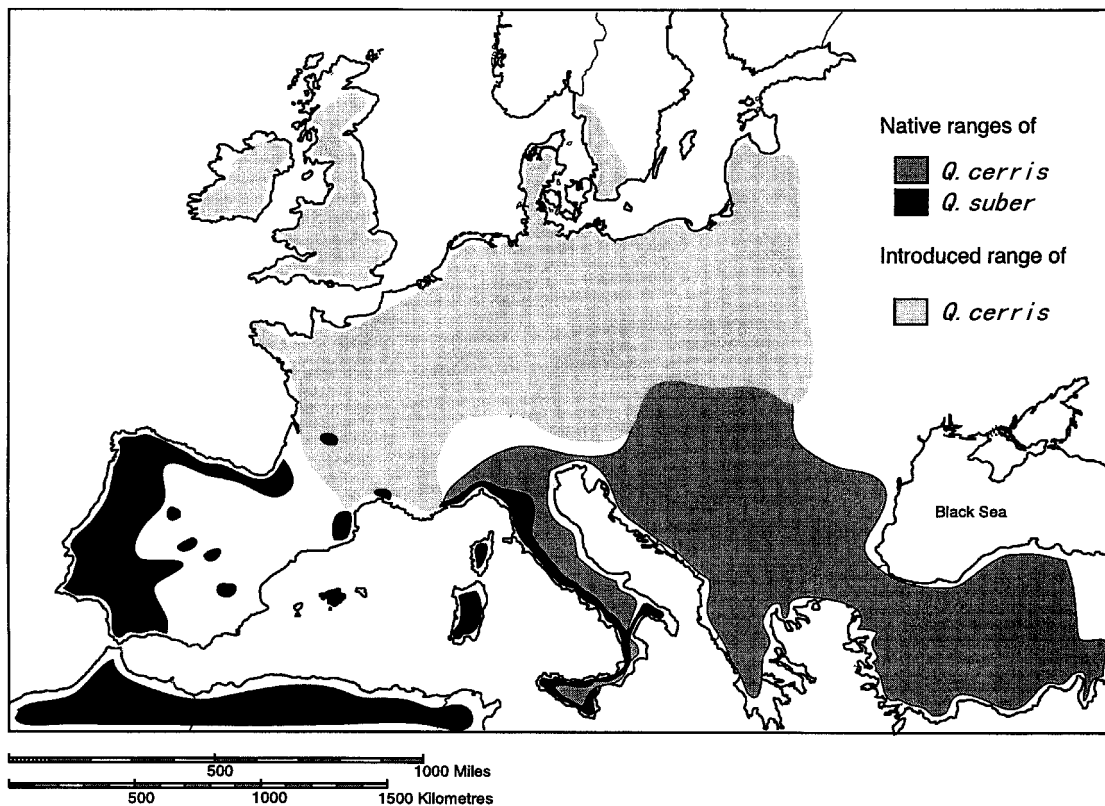 Native ranges of
Q. cerris
Q. suber
Introduced range of
Q. cerris
Black Sea
500 1000 Miles
500 1000 1500 Kilometres